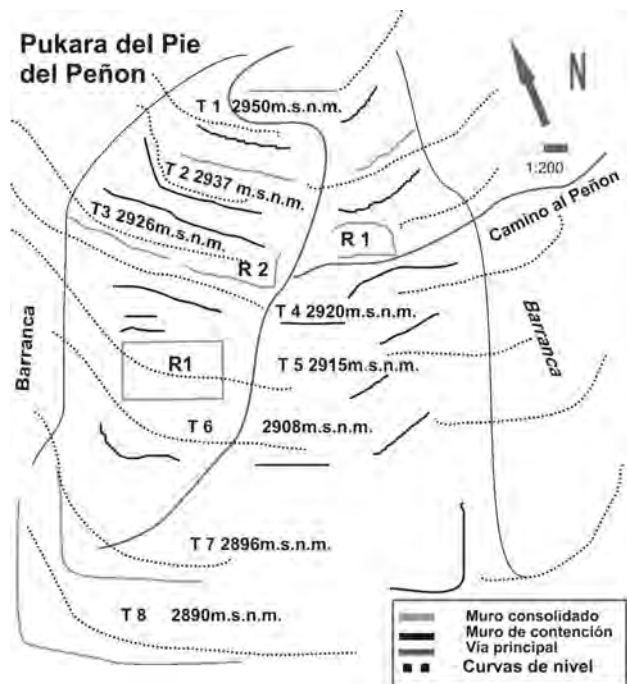 Pukara del Pie
del Peñon
N
1:200
T 1 2950m.s.n.m.
T 2 2937 m.s.n.m.
T3 2926m.s.n.m.
Camino al Peñon
R 1
R 2
T 4 2920m.s.n.m.
Barranca
Barranca
R1
T 5 2915m.s.n.m.
T 6 2908m.s.n.m.
T 7 2896m.s.n.m.
T 8 2890m.s.n.m.
Muro consolidado
Muro de contención
Vía principal
Curvas de nivel